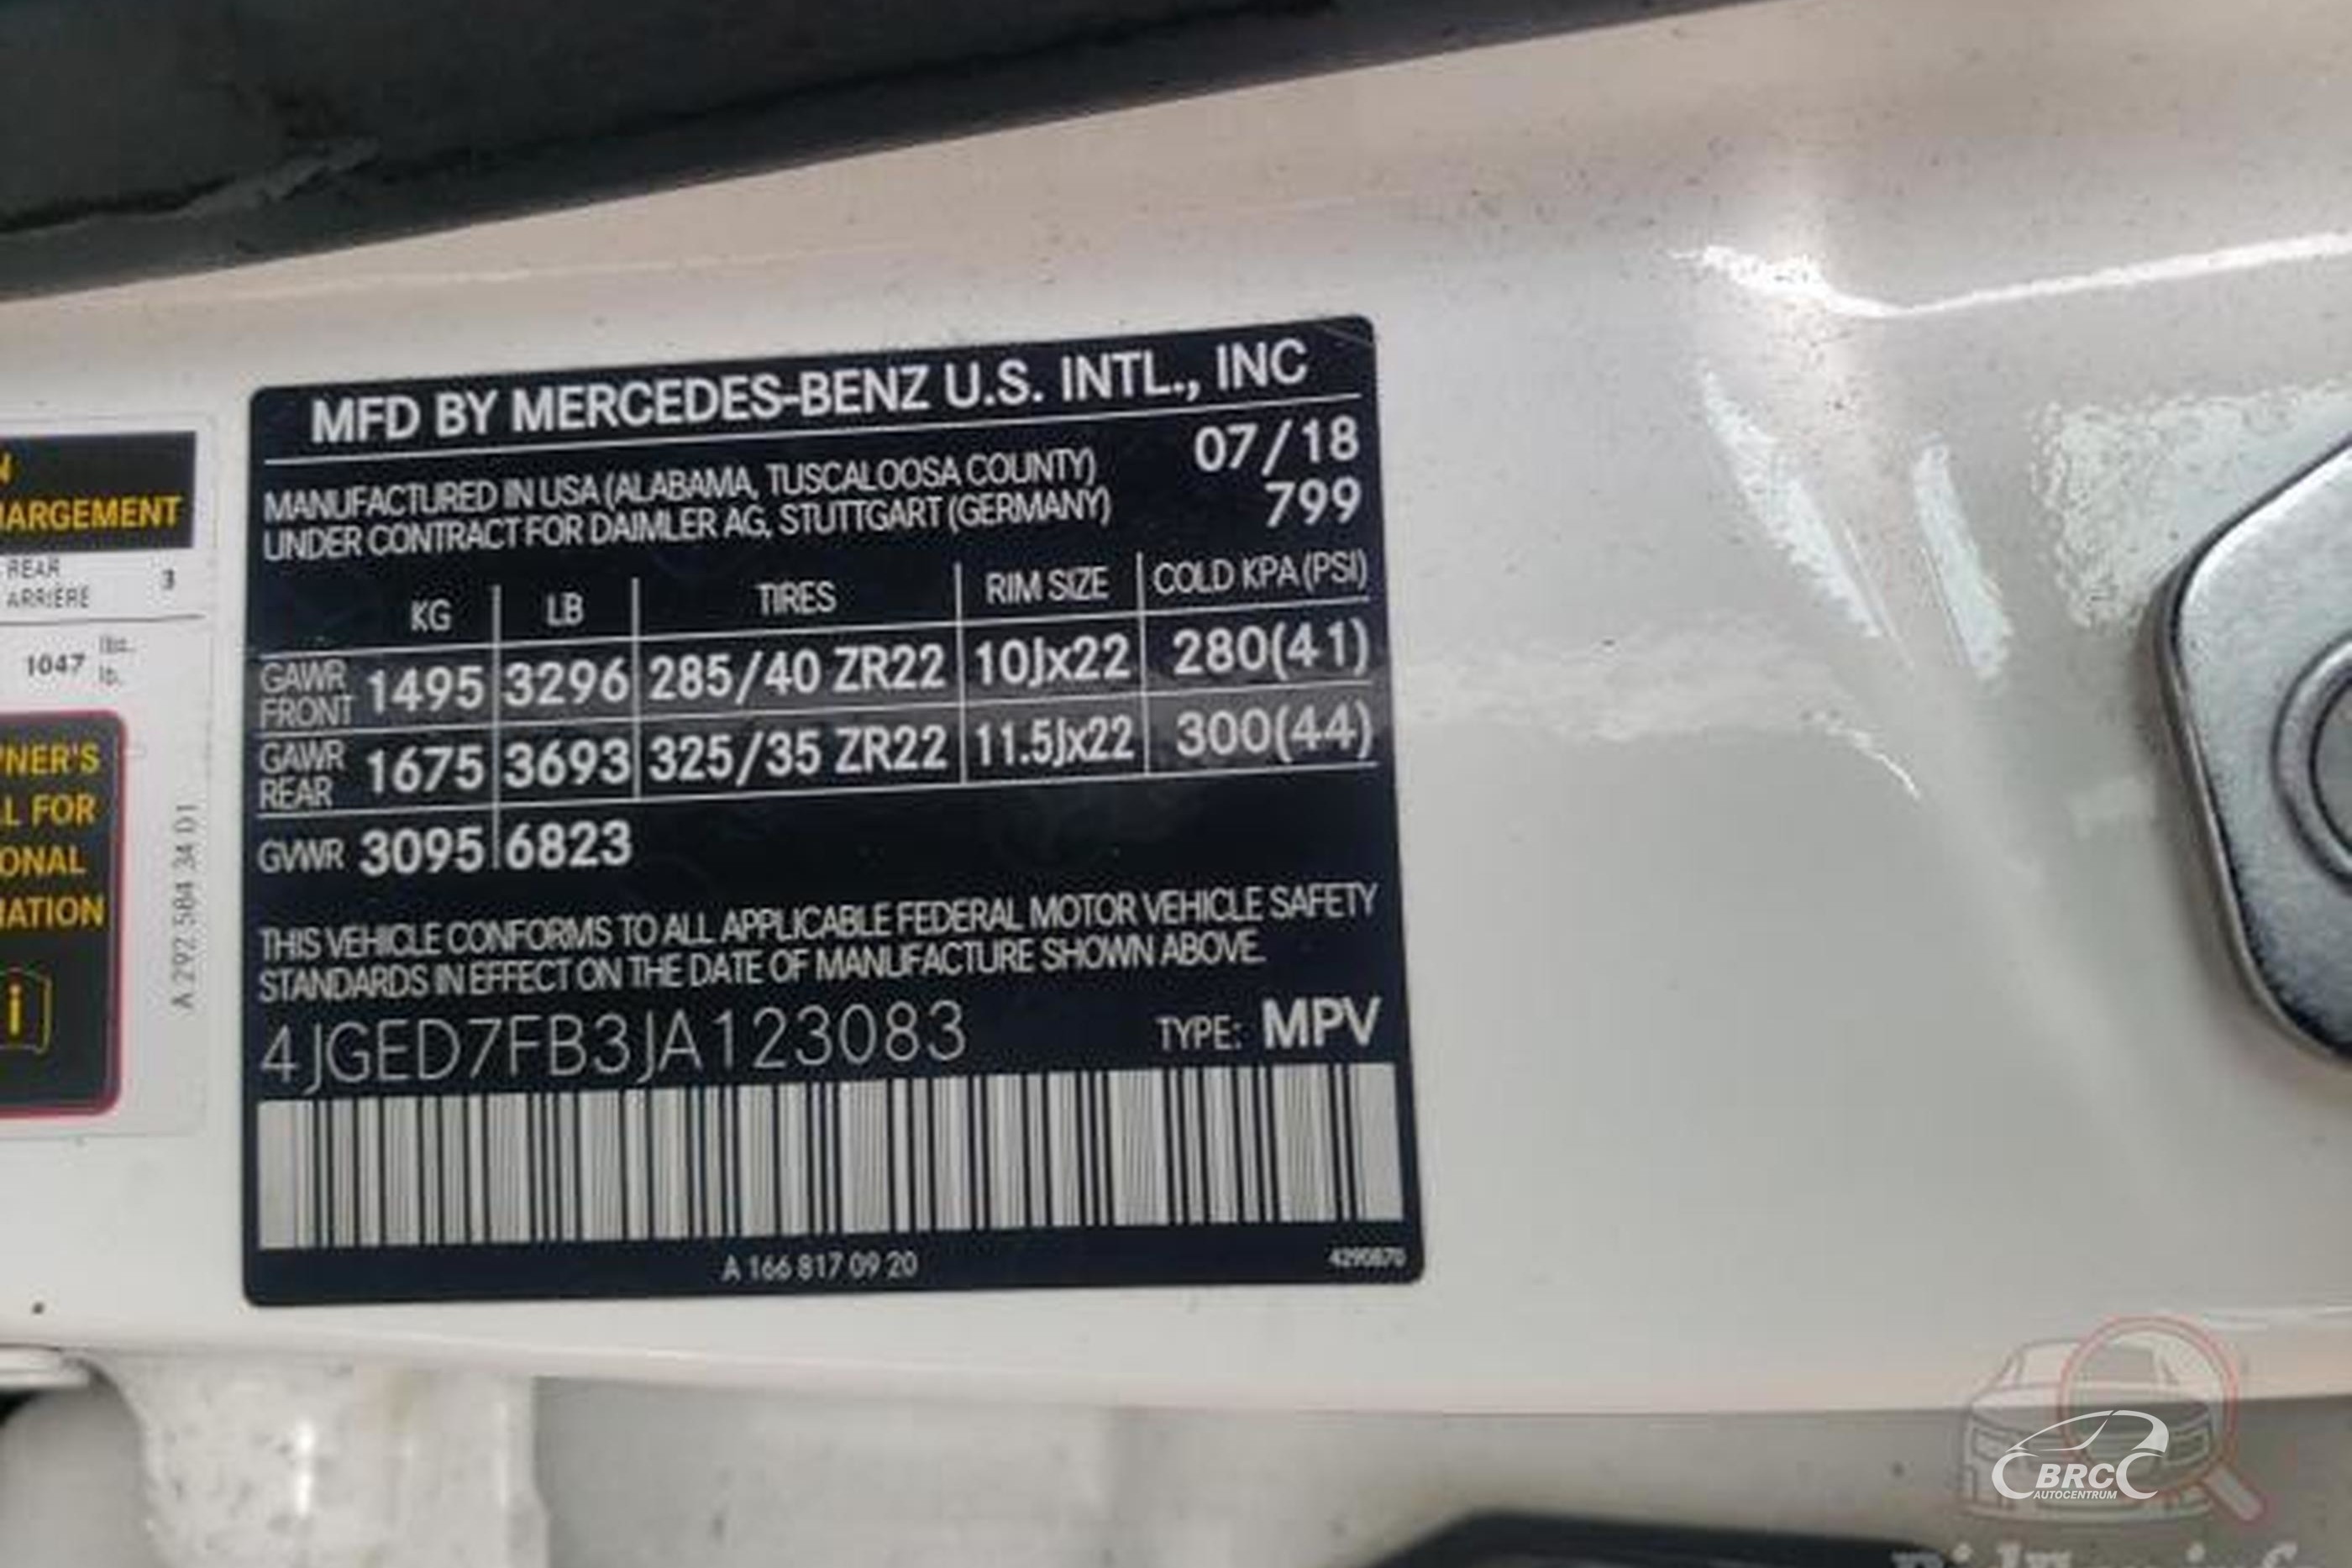 MFD BY MERCEDES-BENZ U.S. INTL., INC
MANUFACTURED IN USA (ALABAMA, TUSCALOOSA COUNTY) 07/18
UNDER CONTRACT FOR DAIMLER AG, STUTTGART (GERMANY) 799
KG LB TIRES RIM SIZE COLD KPA (PSI)
GAWR FRONT 1495 3296 285/40 ZR22 10Jx22 280(41)
GAWR REAR 1675 3693 325/35 ZR22 11.5Jx22 300(44)
GVWR 3095 6823
THIS VEHICLE CONFORMS TO ALL APPLICABLE FEDERAL MOTOR VEHICLE SAFETY
STANDARDS IN EFFECT ON THE DATE OF MANUFACTURE SHOWN ABOVE.
4JGED7FB3JA123083 TYPE: MPV
A 166 817 09 20
N
HARGEMENT
REAR 3
ARRIÈRE
1047 lb.
NER'S
L FOR
ONAL
MATION
i
A 292 584 34 01
BRC
AUTOCENTRUM